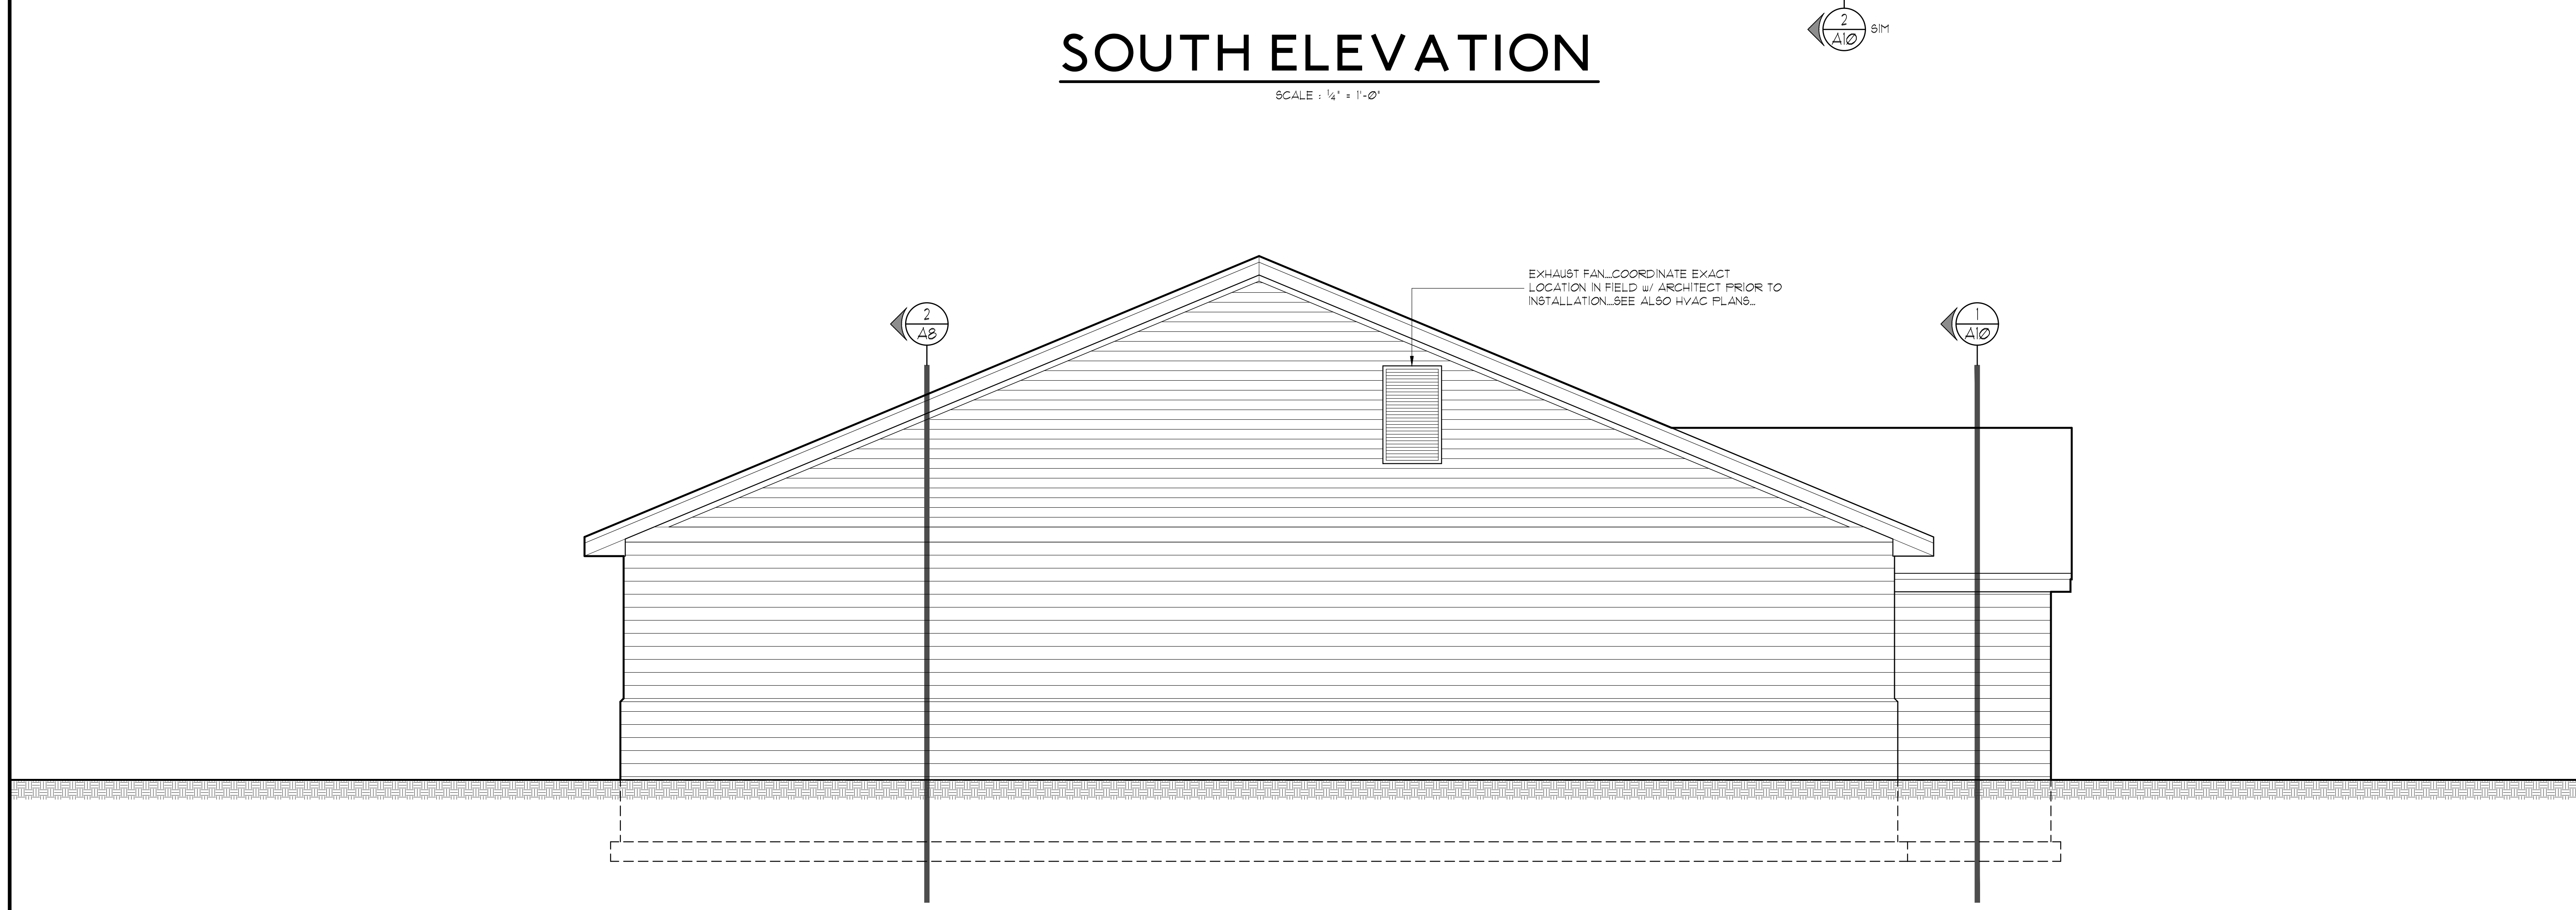 SOUTH ELEVATION
SCALE : ¼" = 1'-0"
2
A10
SIM
EXHAUST FAN...COORDINATE EXACT
LOCATION IN FIELD w/ ARCHITECT PRIOR TO
INSTALLATION...SEE ALSO HVAC PLANS...
2
A8
1
A10